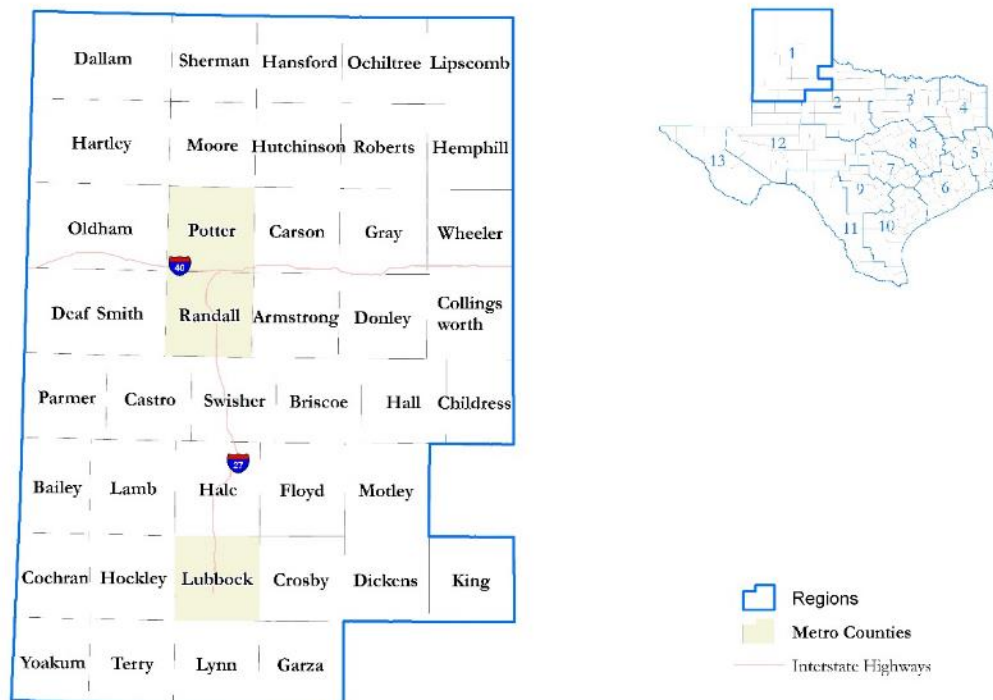 Dallam Sherman Hansford Ochiltree Lipscomb
Hartley Moore Hutchinson Roberts Hemphill
Oldham Potter Carson Gray Wheeler
40
Deaf Smith Randall Armstrong Donley Collings
worth
Parmer Castro Swisher Briscoe Hall Childress
27
Bailey Lamb Hale Floyd Motley
Cochran Hockley Lubbock Crosby Dickens King
Yoakum Terry Lynn Garza
1
2
3
4
5
6
7
8
9
10
11
12
13
Regions
Metro Counties
Interstate Highways